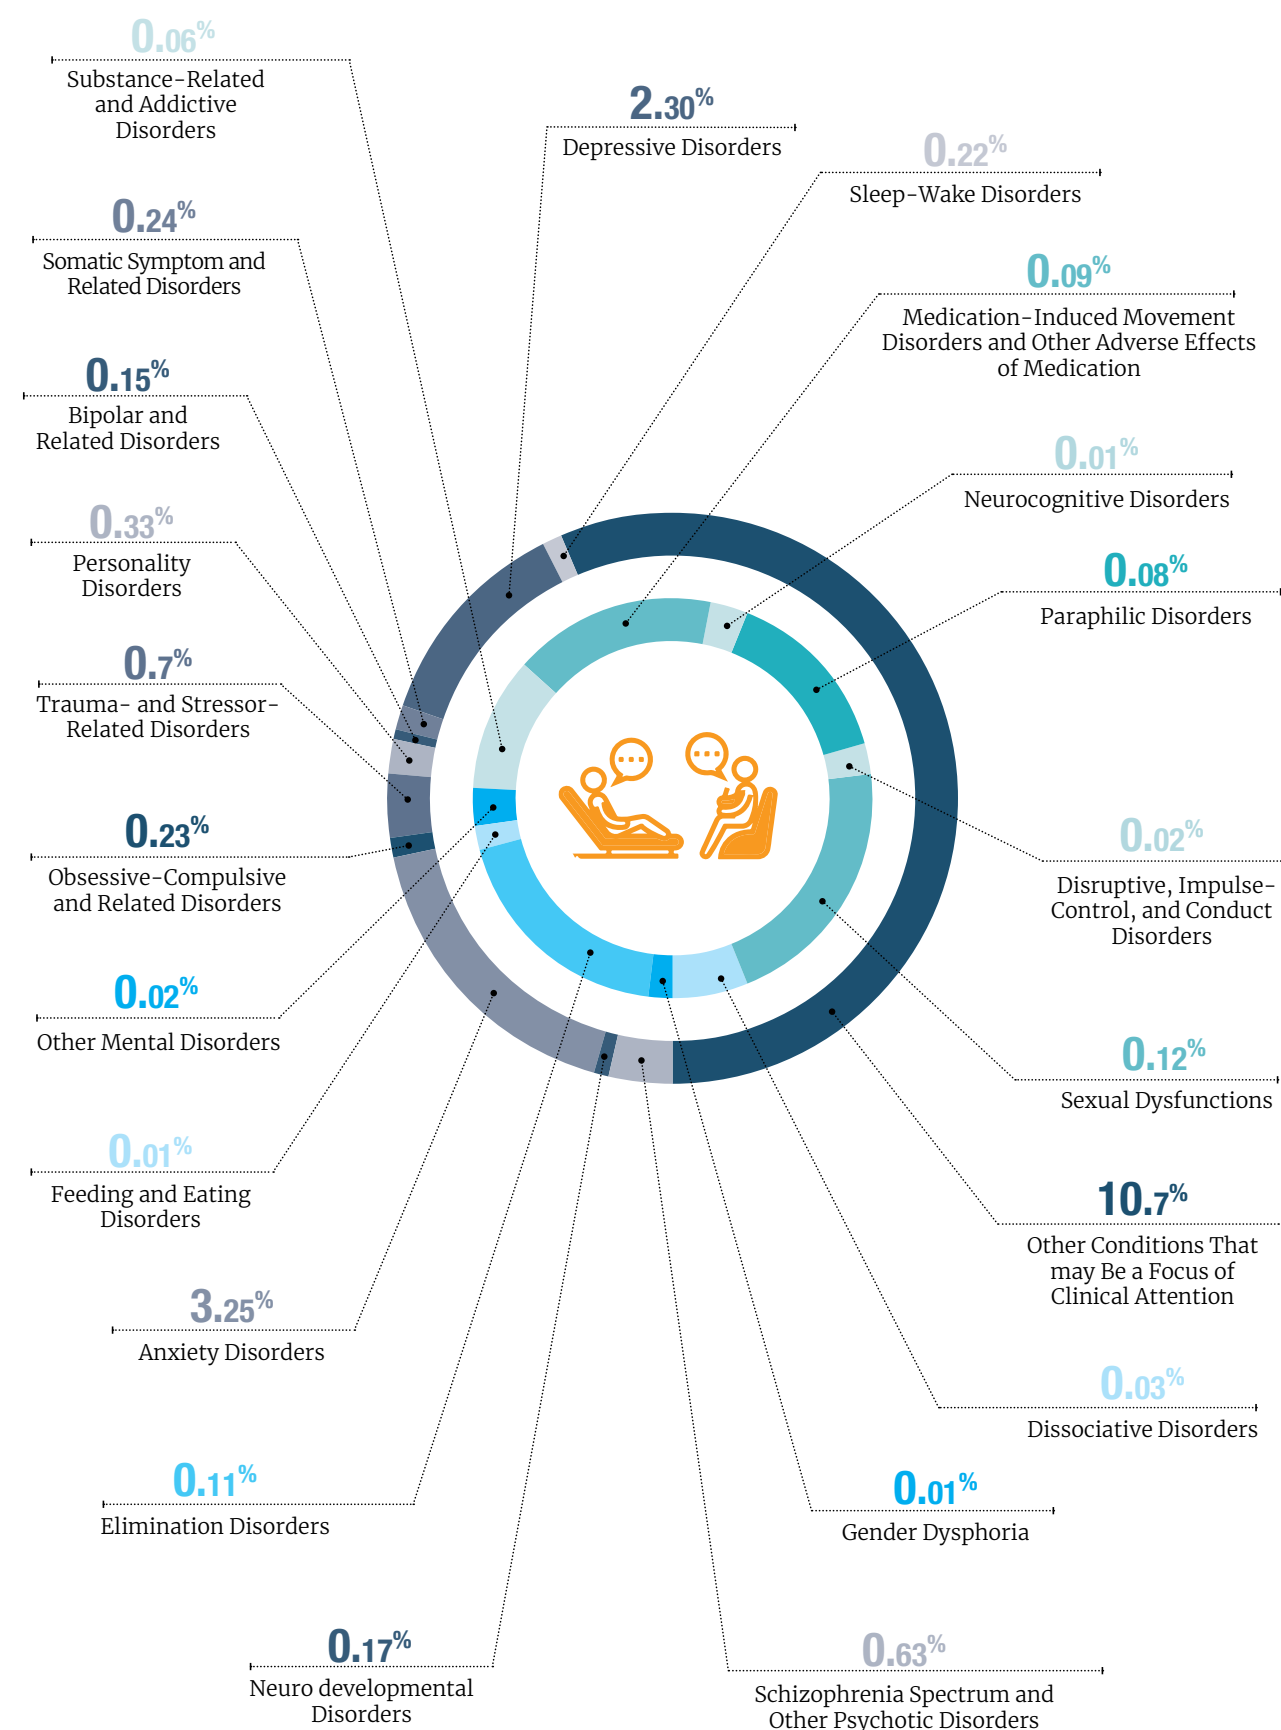 0.06%
Substance-Related
and Addictive
Disorders
2.30%
Depressive Disorders
0.22%
Sleep-Wake Disorders
0.24%
Somatic Symptom and
Related Disorders
0.09%
Medication-Induced Movement
Disorders and Other Adverse Effects
of Medication
0.15%
Bipolar and
Related Disorders
0.01%
Neurocognitive Disorders
0.33%
Personality
Disorders
0.08%
Paraphilic Disorders
0.7%
Trauma- and Stressor-
Related Disorders
0.23%
Obsessive-Compulsive
and Related Disorders
0.02%
Disruptive, Impulse-
Control, and Conduct
Disorders
0.02%
Other Mental Disorders
0.12%
Sexual Dysfunctions
0.01%
Feeding and Eating
Disorders
10.7%
Other Conditions That
may Be a Focus of
Clinical Attention
3.25%
Anxiety Disorders
0.03%
Dissociative Disorders
0.11%
Elimination Disorders
0.01%
Gender Dysphoria
0.17%
Neuro developmental
Disorders
0.63%
Schizophrenia Spectrum and
Other Psychotic Disorders